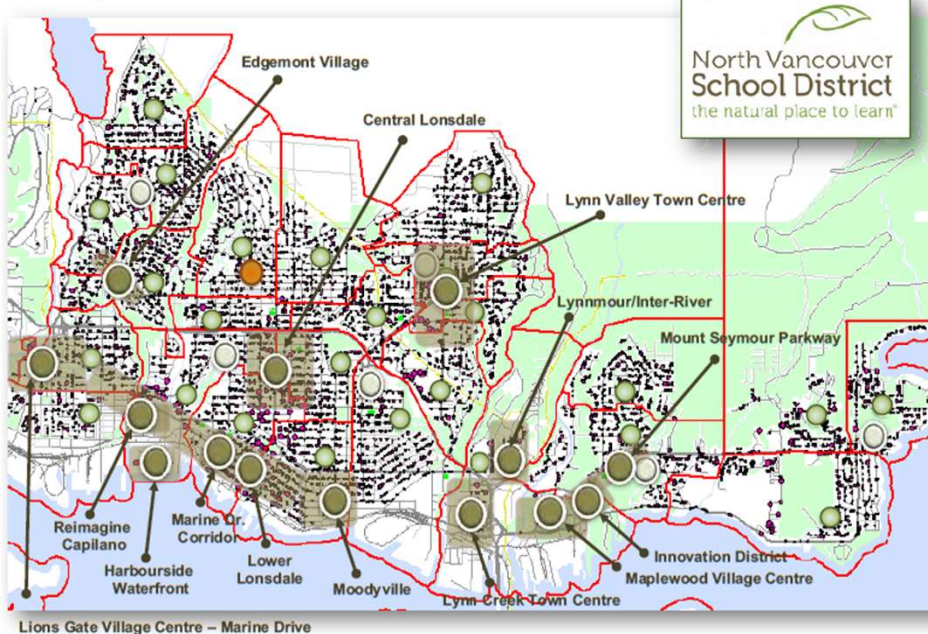 North Vancouver
School District
the natural place to learn®
Edgemont Village
Central Lonsdale
Lynn Valley Town Centre
Lynnmour/Inter-River
Mount Seymour Parkway
Reimagine
Capilano
Harbourside
Waterfront
Marine Dr.
Corridor
Lower
Lonsdale
Moodyville
Lynn Creek Town Centre
Innovation District
Maplewood Village Centre
Lions Gate Village Centre – Marine Drive